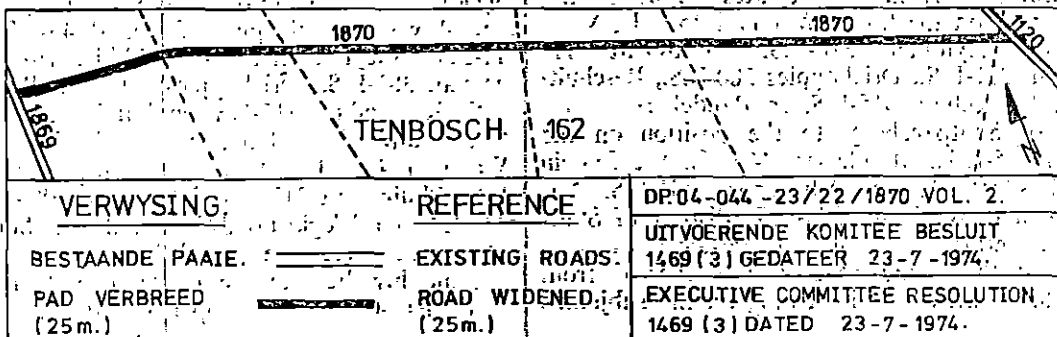 1870 1870
1120
1869
TENBOSCH 162
VERWYSING REFERENCE
BESTAANDE PAAIE. EXISTING ROADS.
PAD VERBREED ROAD WIDENED.
(25m.) (25m.)
DP.04-044-23/22/1870 VOL. 2.
UITVOERENDE KOMITEE BESLUIT
1469 (3) GEDATEER 23-7-1974.
EXECUTIVE COMMITTEE RESOLUTION
1469 (3) DATED 23-7-1974.